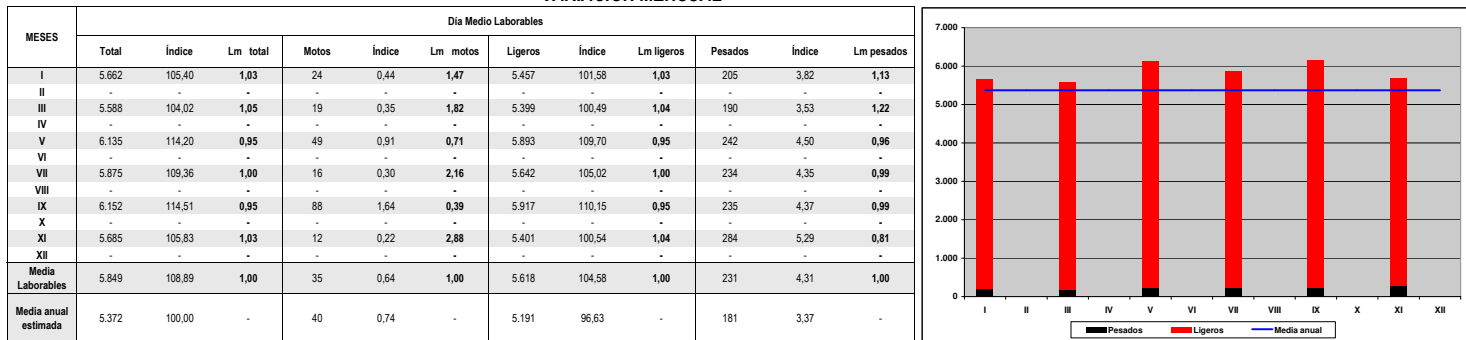 Día Medio Laborables
MESES
Total Índice Lm total Motos Índice Lm motos Ligeros Índice Lm ligeros Pesados Índice Lm pesados
I 5.662 105,40 1,03 24 0,44 1,47 5.457 101,58 1,03 205 3,82 1,13
II - - - - - - - - - - - -
III 5.588 104,02 1,05 19 0,35 1,82 5.399 100,49 1,04 190 3,53 1,22
IV - - - - - - - - - - - -
V 6.135 114,20 0,95 49 0,91 0,71 5.893 109,70 0,95 242 4,50 0,96
VI - - - - - - - - - - - -
VII 5.875 109,36 1,00 16 0,30 2,16 5.642 105,02 1,00 234 4,35 0,99
VIII - - - - - - - - - - - -
IX 6.152 114,51 0,95 88 1,64 0,39 5.917 110,15 0,95 235 4,37 0,99
X - - - - - - - - - - - -
XI 5.685 105,83 1,03 12 0,22 2,88 5.401 100,54 1,04 284 5,29 0,81
XII - - - - - - - - - - - -
Media
Laborables
5.849 108,89 1,00 35 0,64 1,00 5.618 104,58 1,00 231 4,31 1,00
Media anual
estimada
5.372 100,00 - 40 0,74 - 5.191 96,63 - 181 3,37 -
7.000
6.000
5.000
4.000
3.000
2.000
1.000
0
I II III IV V VI VII VIII IX X XI XII
Pesados Ligeros Media anual